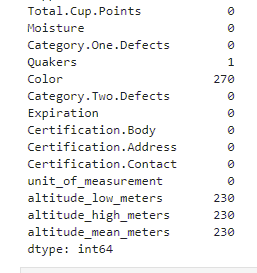 Total.Cup.Points 0
Moisture 0
Category.One.Defects 0
Quakers 1
Color 270
Category.Two.Defects 0
Expiration 0
Certification.Body 0
Certification.Address 0
Certification.Contact 0
unit_of_measurement 0
altitude_low_meters 230
altitude_high_meters 230
altitude_mean_meters 230
dtype: int64